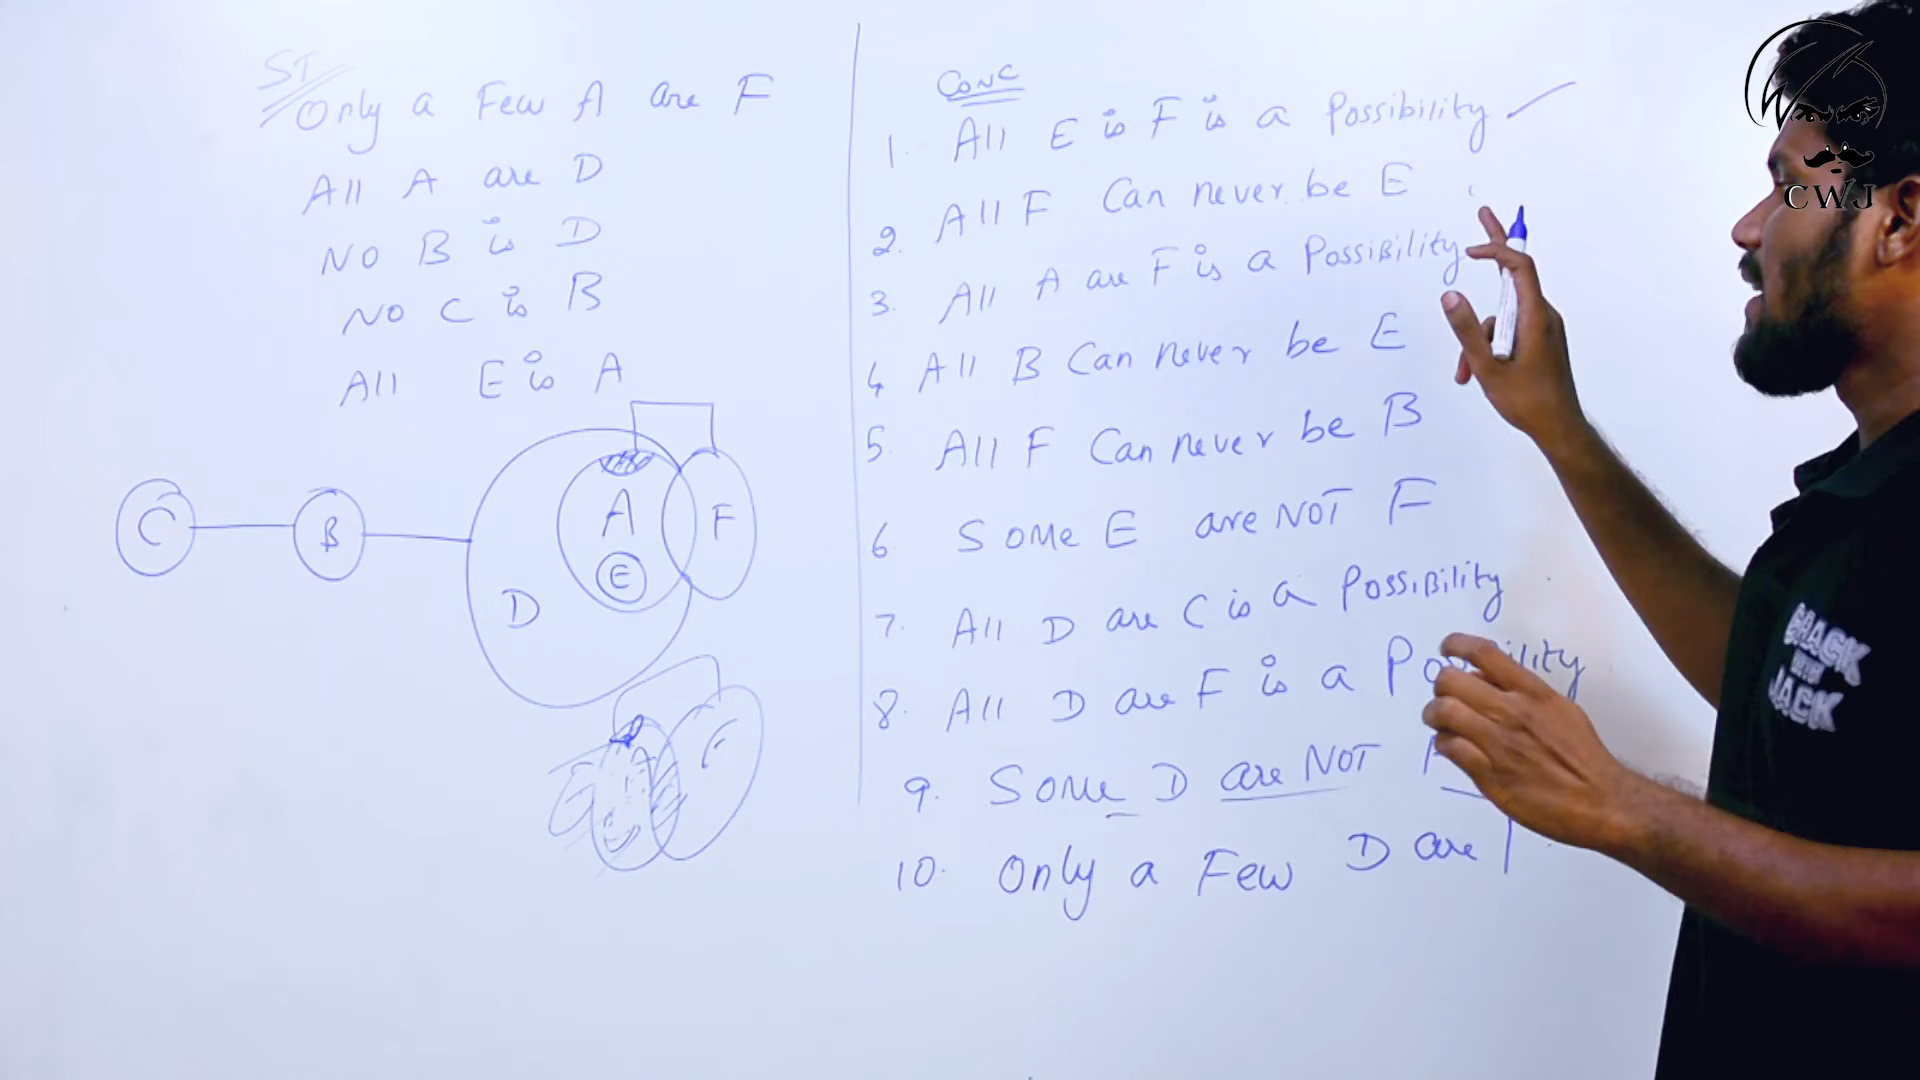 ST
Only a Few A are F
All A are D
NO B is D
NO C is B
All E is A
C
B
D
A
E
F
CONC
1. All E is F is a Possibility
2. All F Can never be E
3. All A are F is a Possibility
4 All B Can never be E
5. All F Can never be B
6 Some E are NOT F
7. All D are C is a Possibility
8. All D are F is a Possibility
9. Some D are NOT
10. Only a Few D are
CWJ
CRACK
WITH
JACK